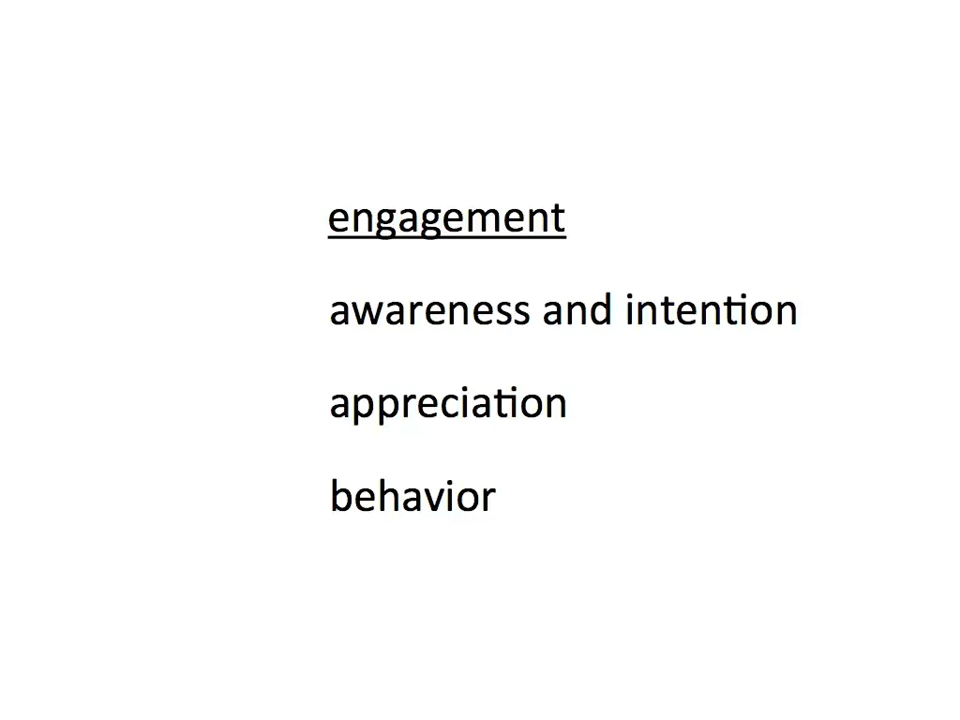 engagement
awareness and intention
appreciation
behavior